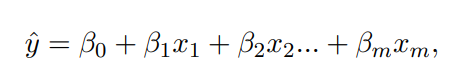 ŷ = β₀ + β₁x₁ + β₂x₂... + βₘxₘ,